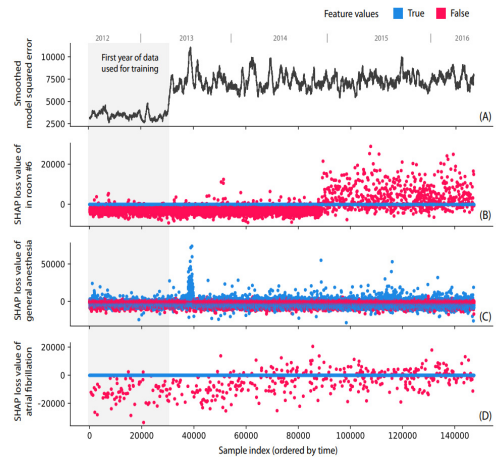 Feature values True False
2012 2013 2014 2015 2016
First year of data
used for training
Smoothed
model squared error
10000
7500
5000
2500
(A)
SHAP loss value of
in room #6
20000
0
(B)
SHAP loss value of
general anesthesia
500000
0
(C)
SHAP loss value of
atrial fibrillation
20000
0
−20000
(D)
0 20000 40000 60000 80000 100000 120000 140000
Sample index (ordered by time)